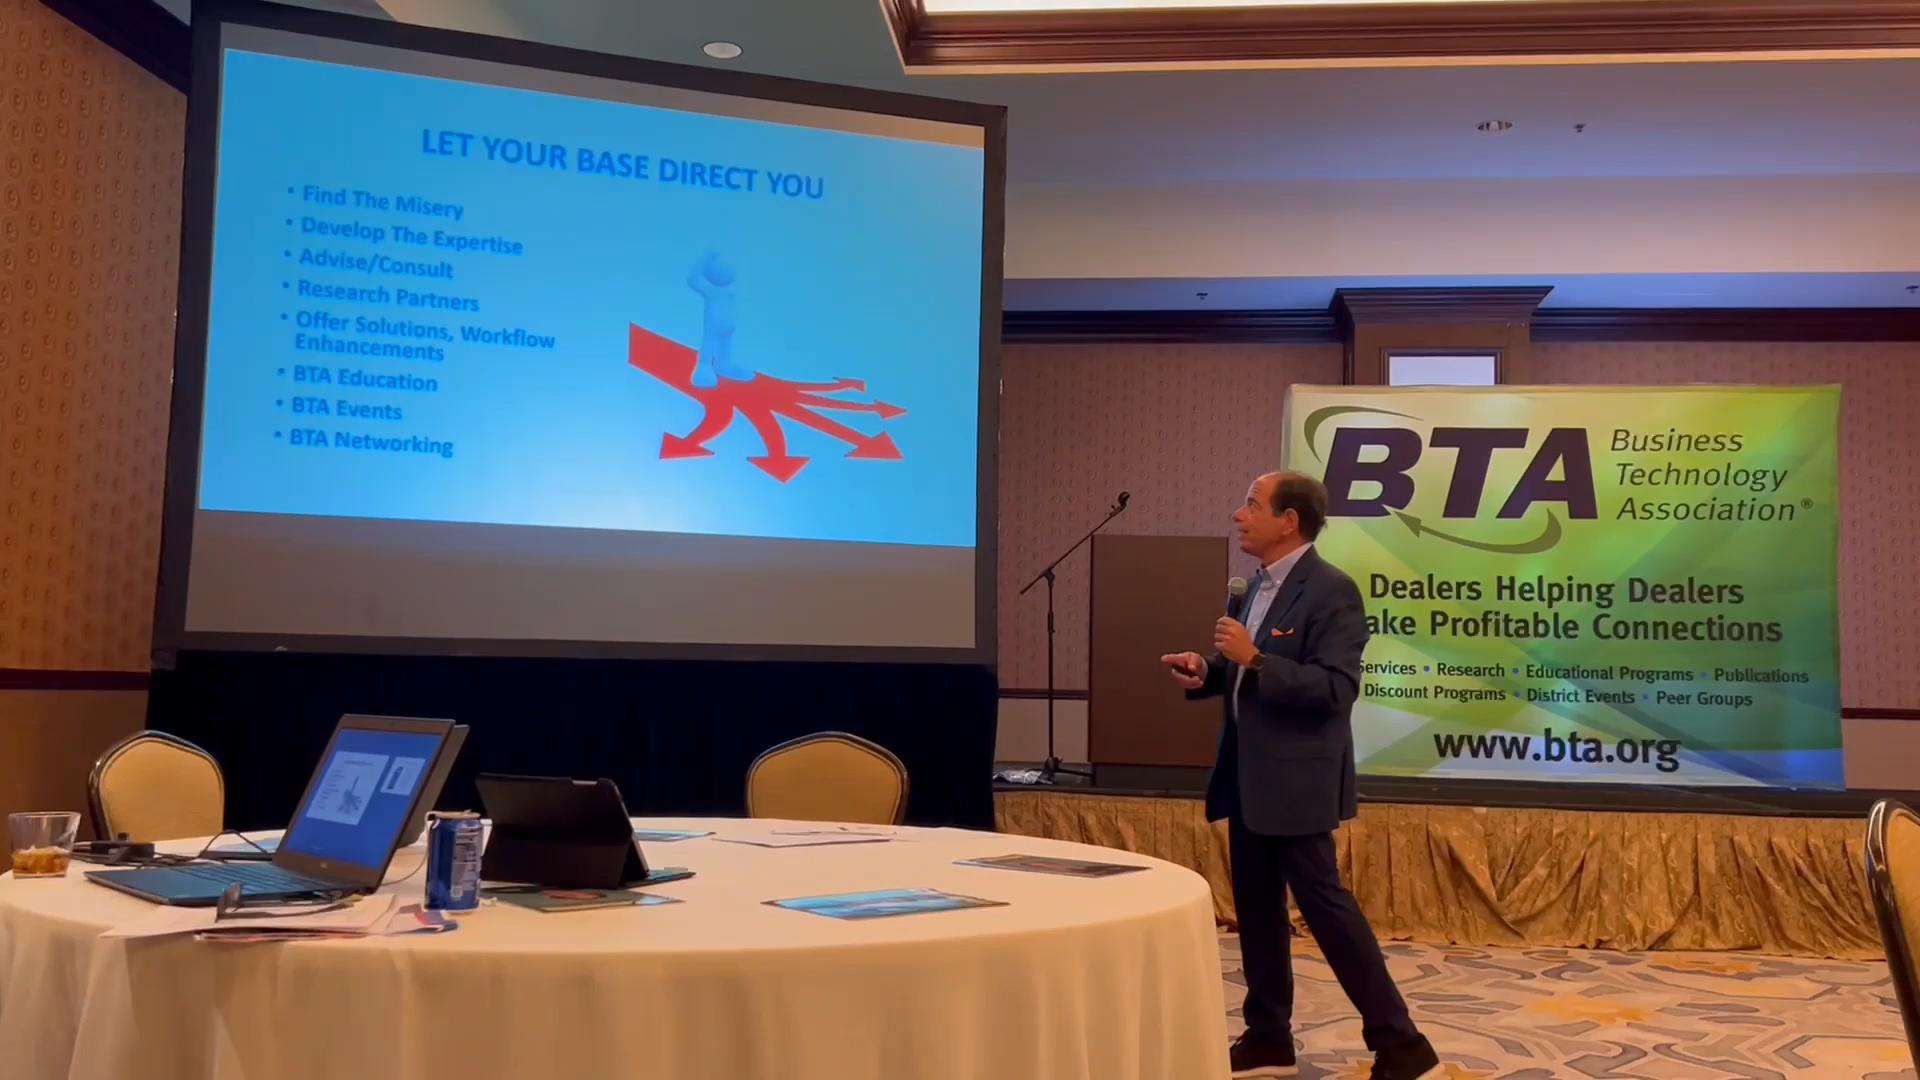 LET YOUR BASE DIRECT YOU
• Find The Misery
• Develop The Expertise
• Advise/Consult
• Research Partners
• Offer Solutions, Workflow
Enhancements
• BTA Education
• BTA Events
• BTA Networking
BTA
Business
Technology
Association®
Dealers Helping Dealers
ake Profitable Connections
Services • Research • Educational Programs • Publications
Discount Programs • District Events • Peer Groups
www.bta.org